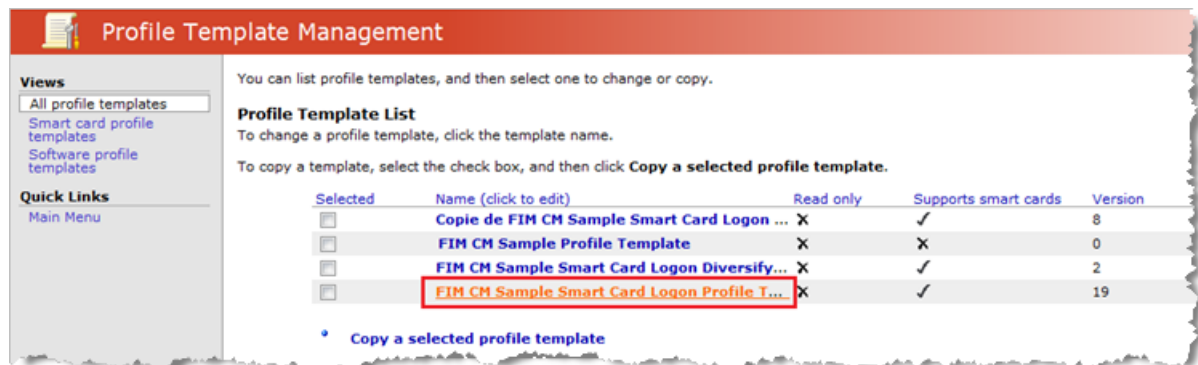 Profile Template Management
Views
All profile templates
Smart card profile
templates
Software profile
templates
Quick Links
Main Menu
You can list profile templates, and then select one to change or copy.
Profile Template List
To change a profile template, click the template name.
To copy a template, select the check box, and then click Copy a selected profile template.
Selected Name (click to edit) Read only Supports smart cards Version
Copie de FIM CM Sample Smart Card Logon ... 8
FIM CM Sample Profile Template 0
FIM CM Sample Smart Card Logon Diversify... 2
FIM CM Sample Smart Card Logon Profile T... 19
Copy a selected profile template